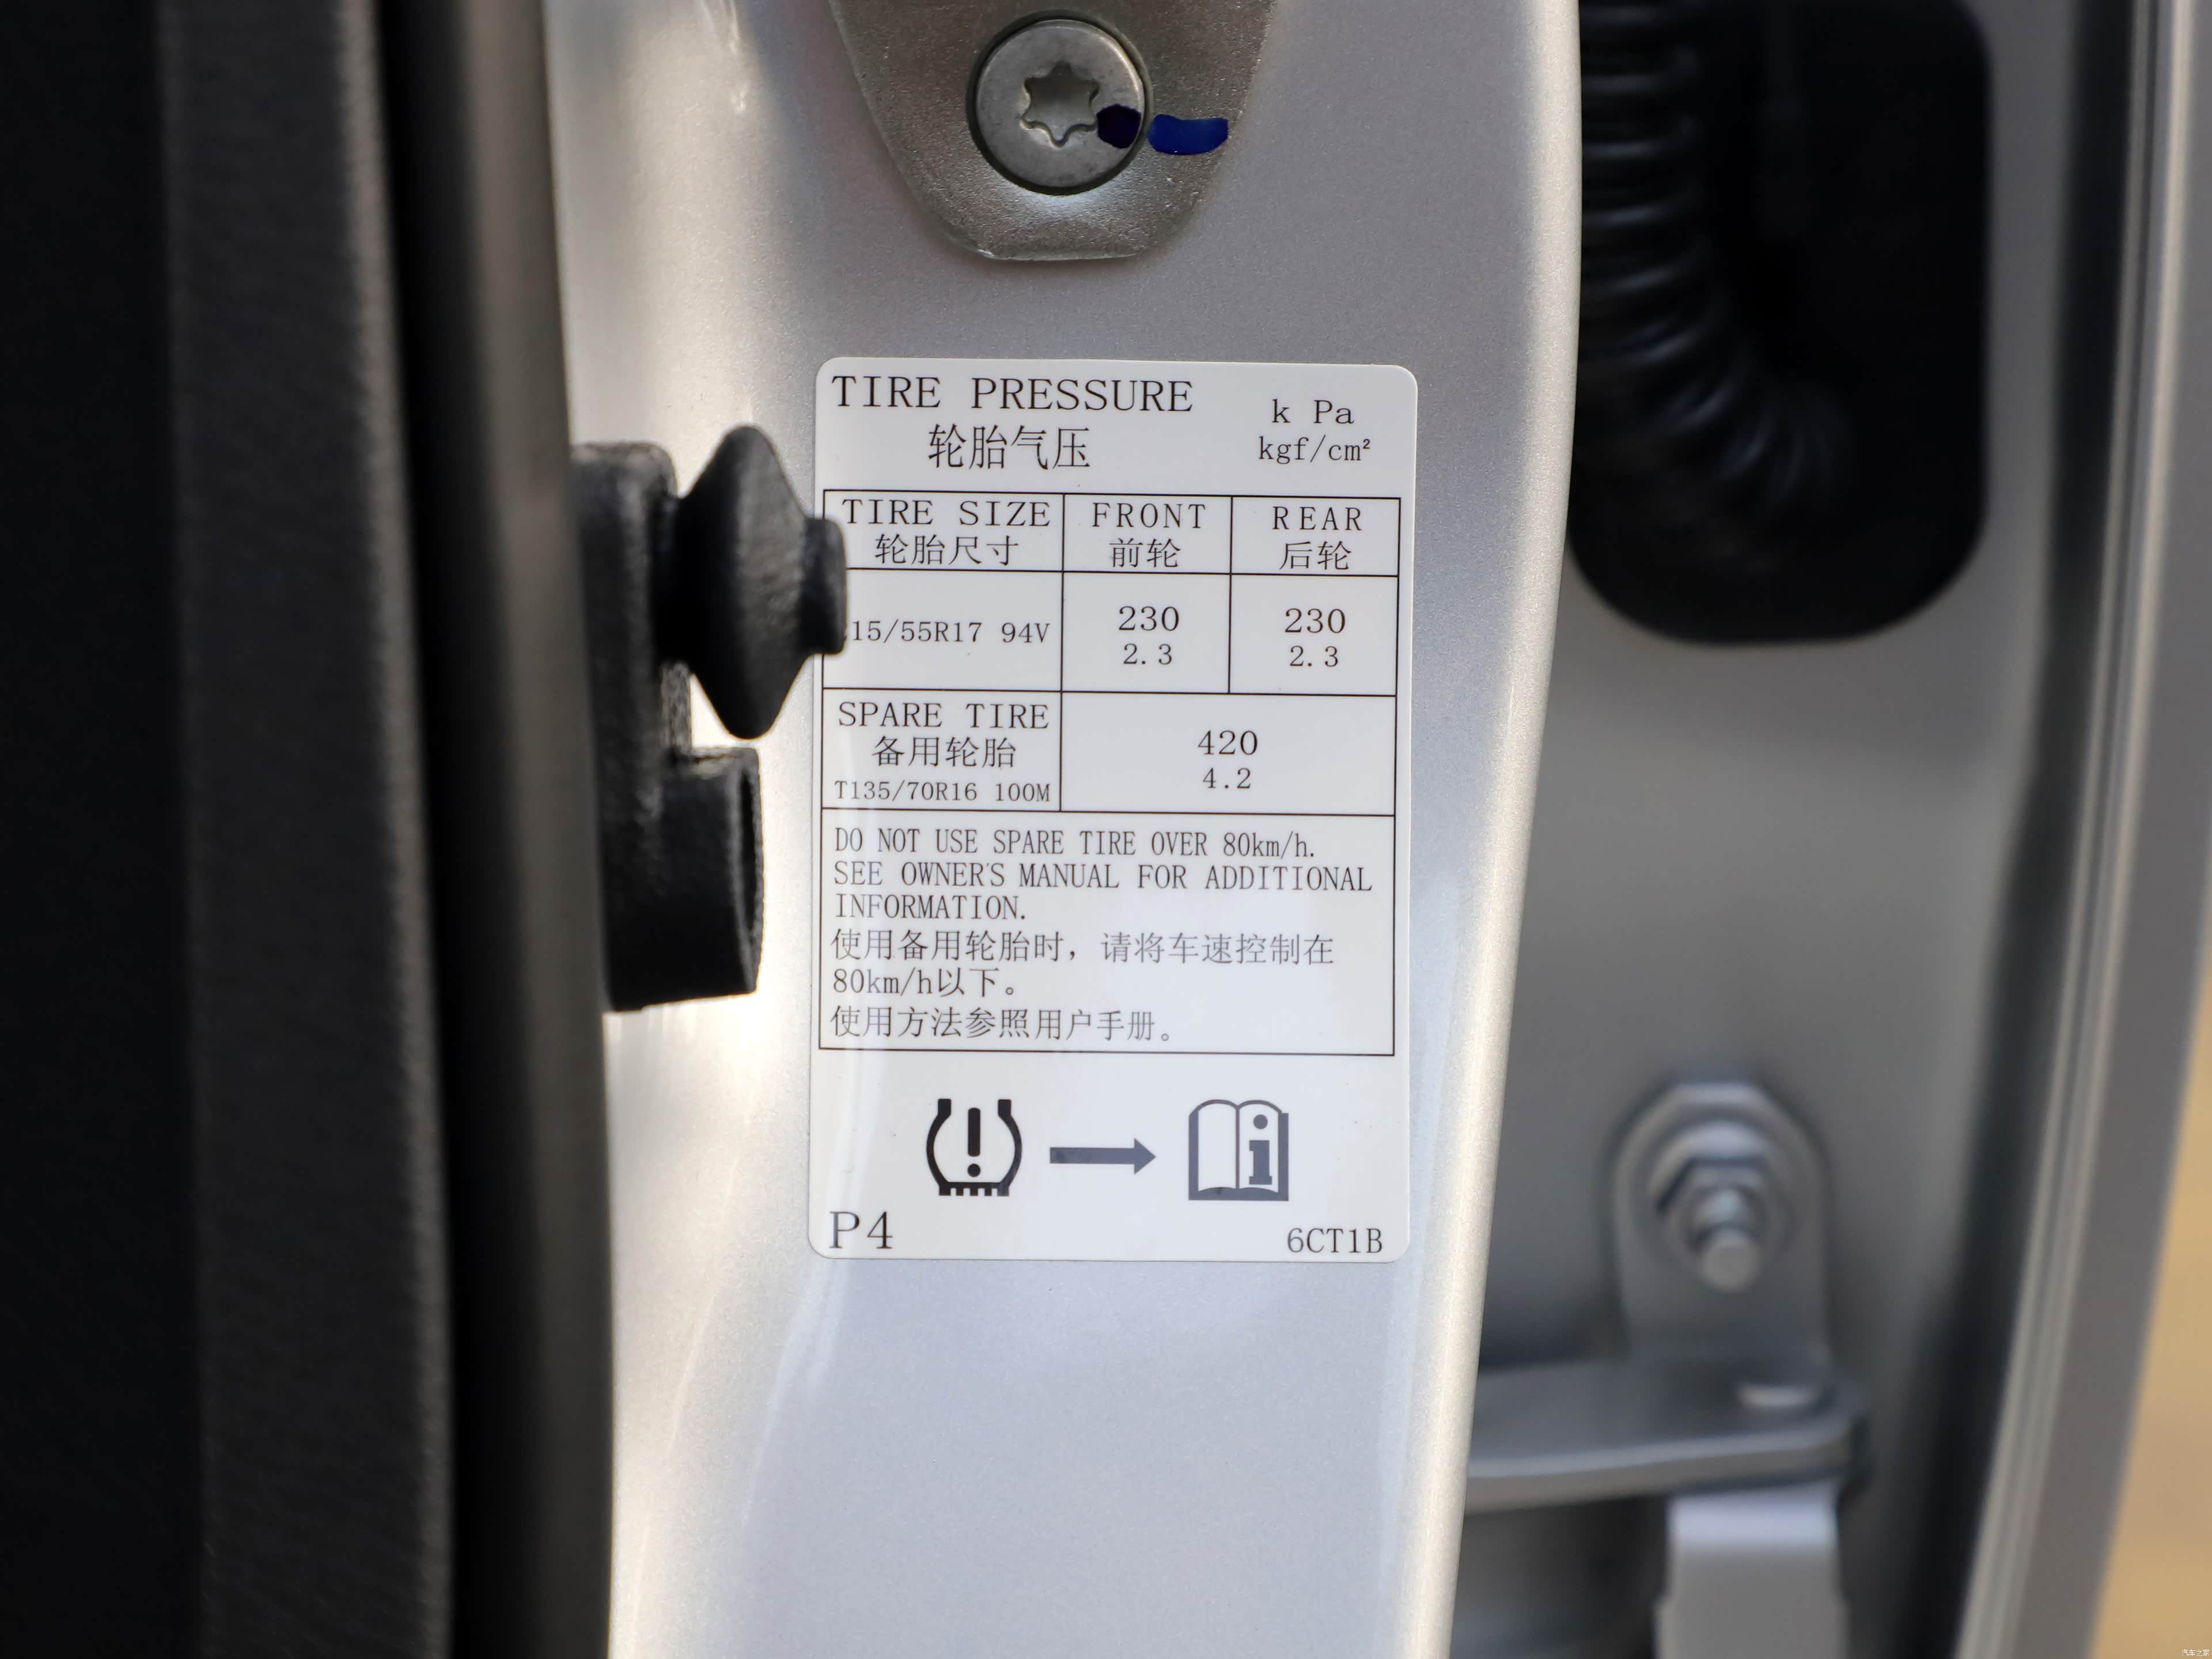 TIRE PRESSURE
轮胎气压
k Pa
kgf/cm²
TIRE SIZE
轮胎尺寸
FRONT
前轮
REAR
后轮
15/55R17 94V
230
2.3
230
2.3
SPARE TIRE
备用轮胎
T135/70R16 100M
420
4.2
DO NOT USE SPARE TIRE OVER 80km/h.
SEE OWNER'S MANUAL FOR ADDITIONAL
INFORMATION.
使用备用轮胎时，请将车速控制在
80km/h以下。
使用方法参照用户手册。
P4
6CT1B
汽车之家